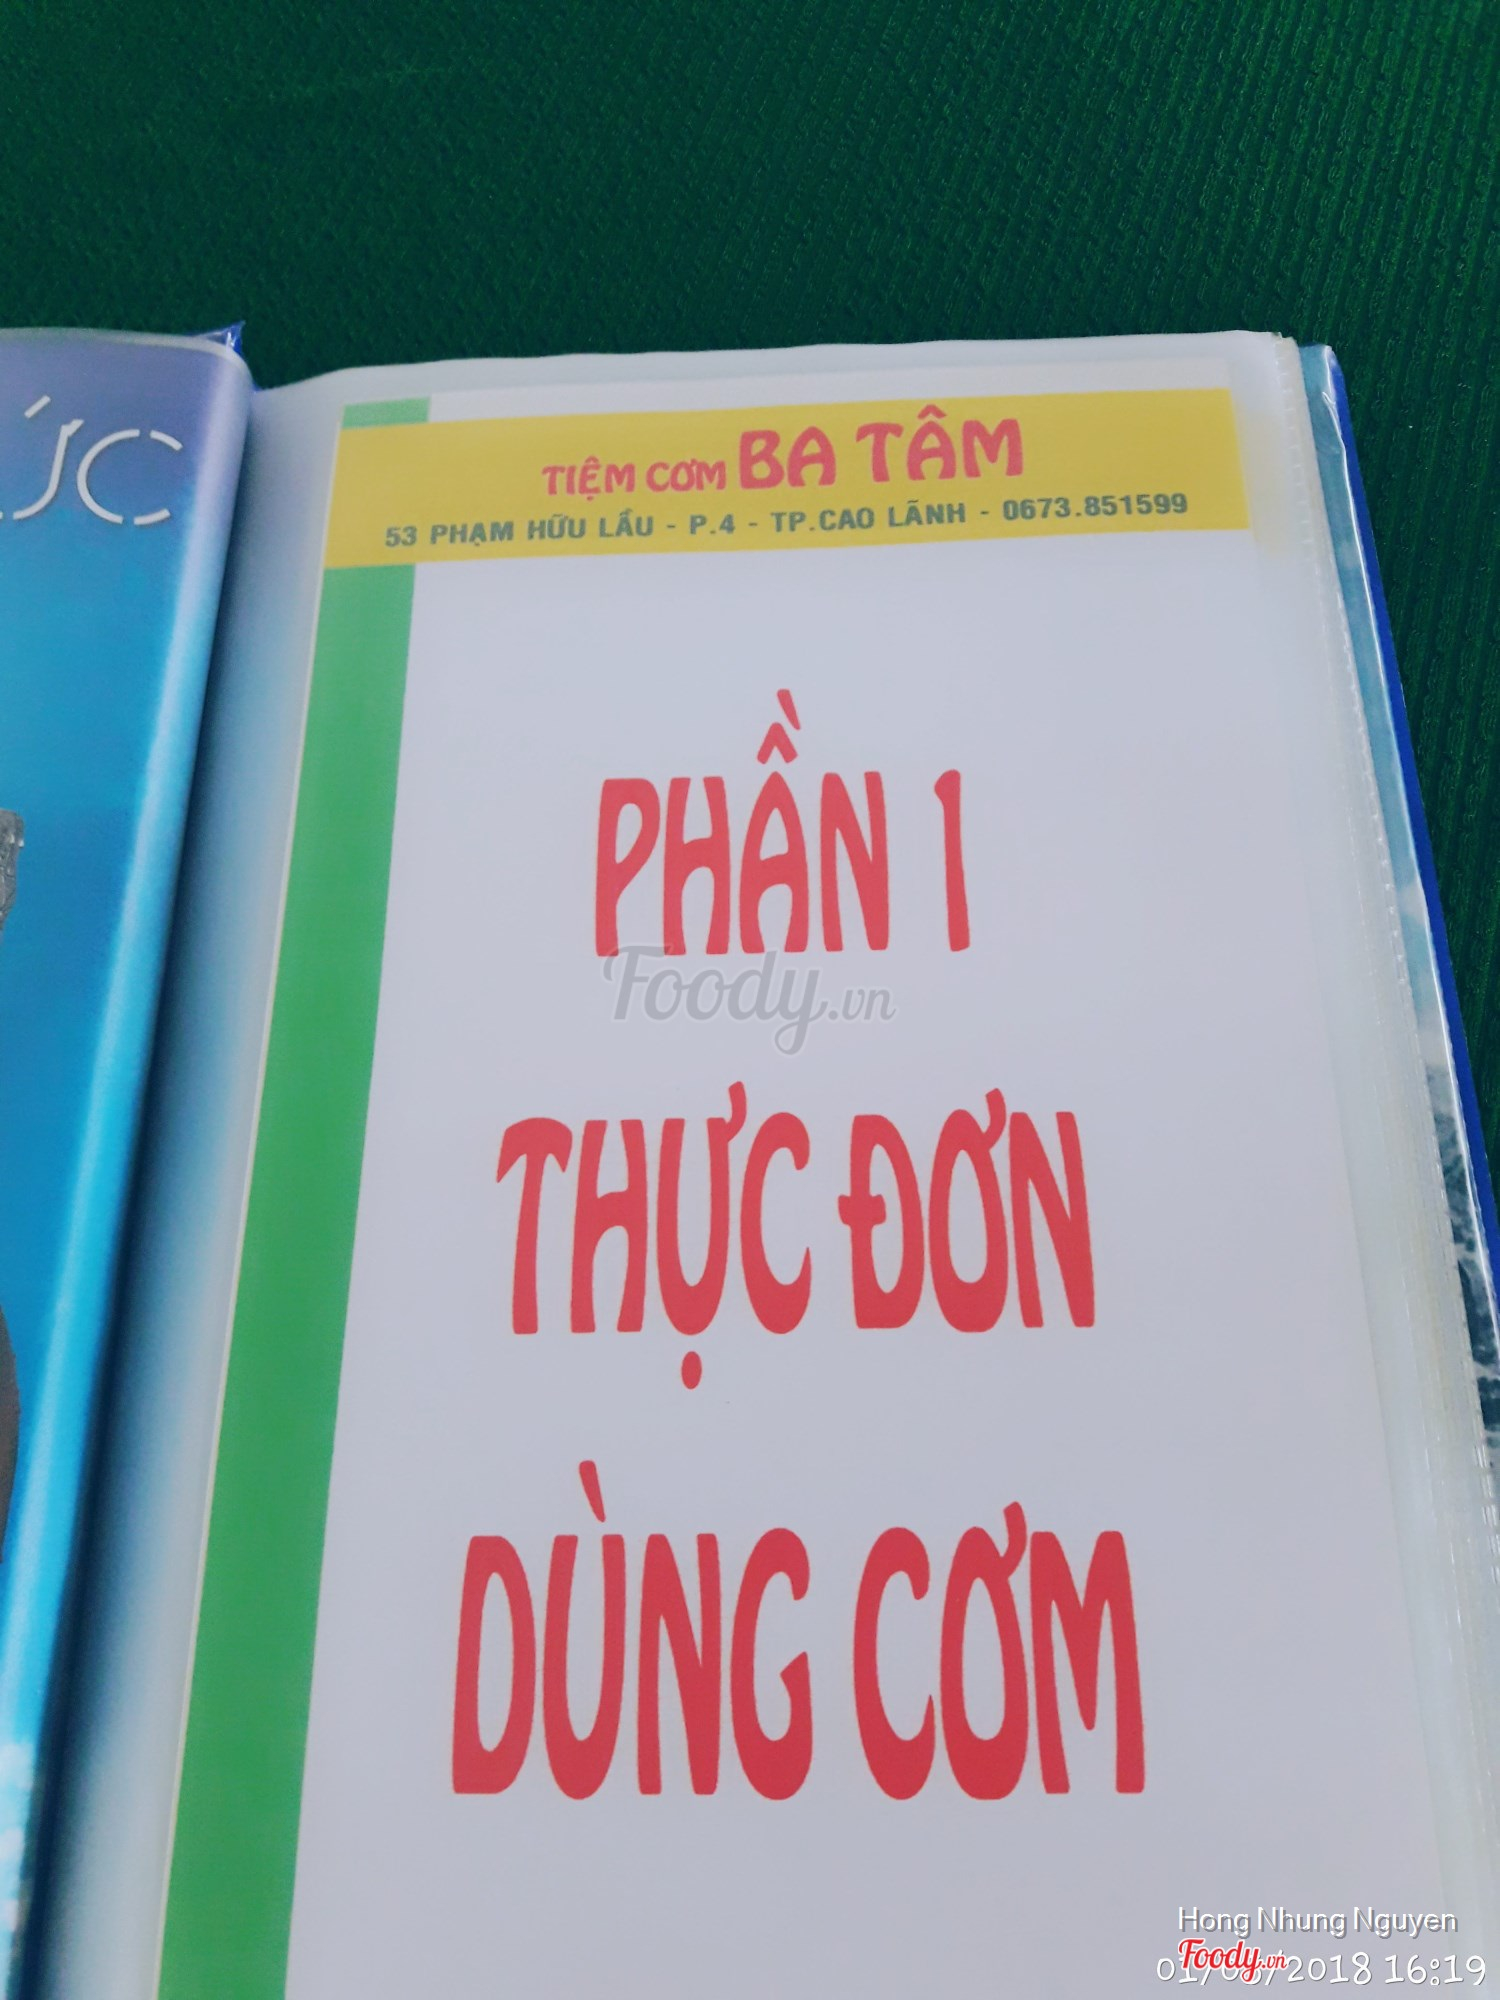 TIỆM CƠM BA TÂM
53 PHẠM HỮU LẦU - P.4 - TP.CAO LÃNH - 0673.851599
PHẦN 1
Foody.vn
THỰC ĐƠN
DÙNG CƠM
Hong Nhung Nguyen
Foody.vn
2018 16:19